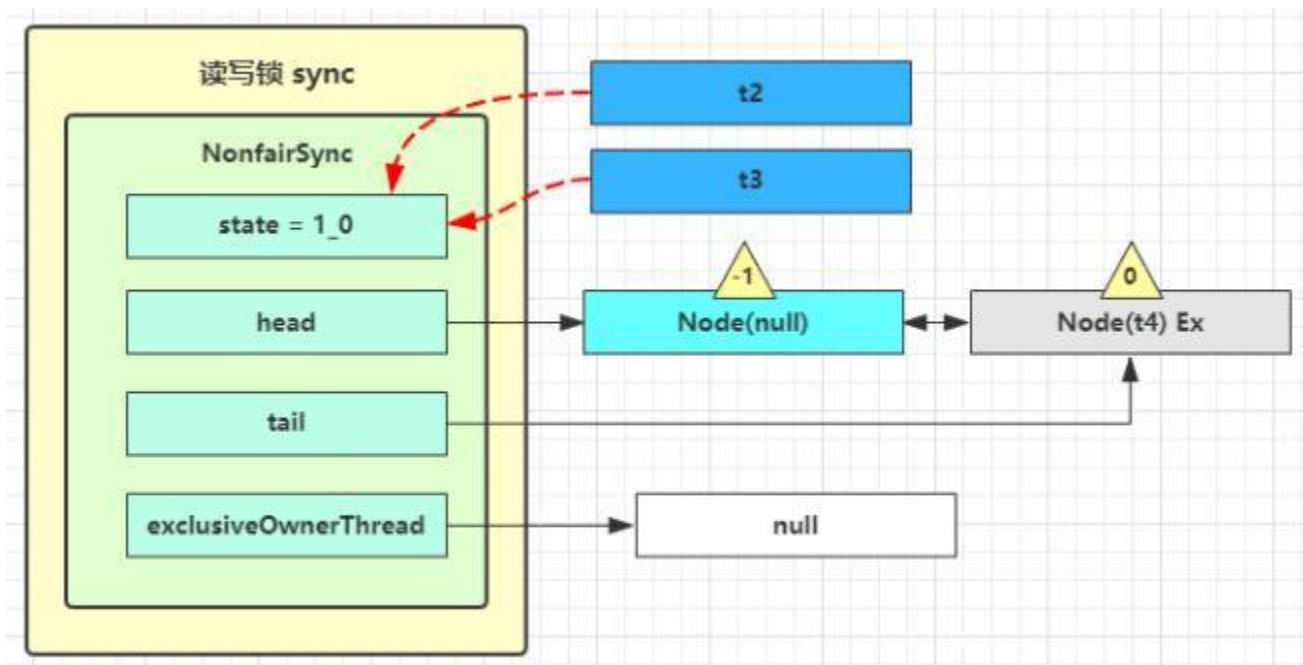 读写锁 sync
NonfairSync
state = 1_0
head
tail
exclusiveOwnerThread
t2
t3
-1
Node(null)
0
Node(t4) Ex
null